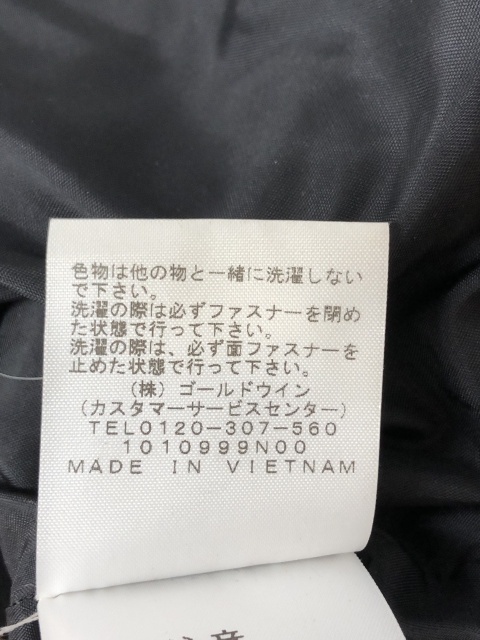 色物は他の物と一緒に洗濯しない
で下さい。
洗濯の際は必ずファスナーを閉め
た状態で行って下さい。
洗濯の際は、必ず面ファスナーを
止めた状態で行って下さい。
(株) ゴールドウイン
(カスタマーサービスセンター)
TEL0120-307-560
1010999N00
MADE IN VIETNAM
注意